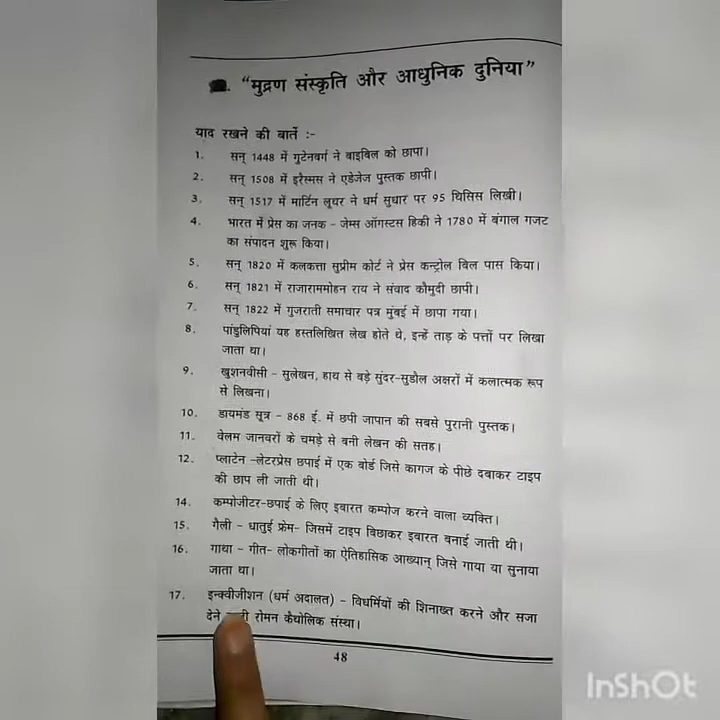 “मुद्रण संस्कृति और आधुनिक दुनिया”
याद रखने की बातें :-
1. सन् 1448 में गुटेनबर्ग ने बाइबिल को छापा।
2. सन् 1508 में इरैस्मस ने एडेजेज पुस्तक छापी।
3. सन् 1517 में मार्टिन लूथर ने धर्म सुधार पर 95 थिसिस लिखी।
4. भारत में प्रेस का जनक - जेम्स ऑगस्टस हिकी ने 1780 में बंगाल गजट
का संपादन शुरू किया।
5. सन् 1820 में कलकत्ता सुप्रीम कोर्ट ने प्रेस कन्ट्रोल बिल पास किया।
6. सन् 1821 में राजाराममोहन राय ने संवाद कौमुदी छापी।
7. सन् 1822 में गुजराती समाचार पत्र मुंबई में छापा गया।
8. पांडुलिपियां यह हस्तलिखित लेख होते थे, इन्हें ताड़ के पत्तों पर लिखा
जाता था।
9. खुशनवीसी - सुलेखन, हाथ से बड़े सुंदर-सुडौल अक्षरों में कलात्मक रूप
से लिखना।
10. डायमंड सूत्र - 868 ई. में छपी जापान की सबसे पुरानी पुस्तक।
11. वेलम जानवरों के चमड़े से बनी लेखन की सतह।
12. प्लाटेन -लेटरप्रेस छपाई में एक बोर्ड जिसे कागज के पीछे दबाकर टाइप
की छाप ली जाती थी।
14. कम्पोजीटर-छपाई के लिए इबारत कम्पोज करने वाला व्यक्ति।
15. गैली - धातुई फ्रेम- जिसमें टाइप बिछाकर इबारत बनाई जाती थी।
16. गाथा - गीत- लोकगीतों का ऐतिहासिक आख्यान् जिसे गाया या सुनाया
जाता था।
17. इन्क्वीजीशन (धर्म अदालत) - विधर्मियों की शिनाख्त करने और सजा
देने रोमन कैथोलिक संस्था।
48
InShOt